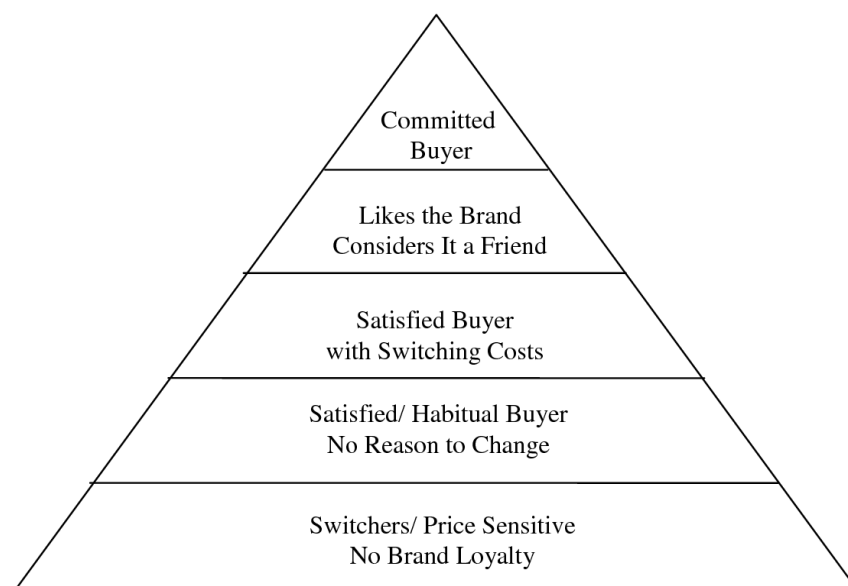 Committed
Buyer
Likes the Brand
Considers It a Friend
Satisfied Buyer
with Switching Costs
Satisfied/ Habitual Buyer
No Reason to Change
Switchers/ Price Sensitive
No Brand Loyalty